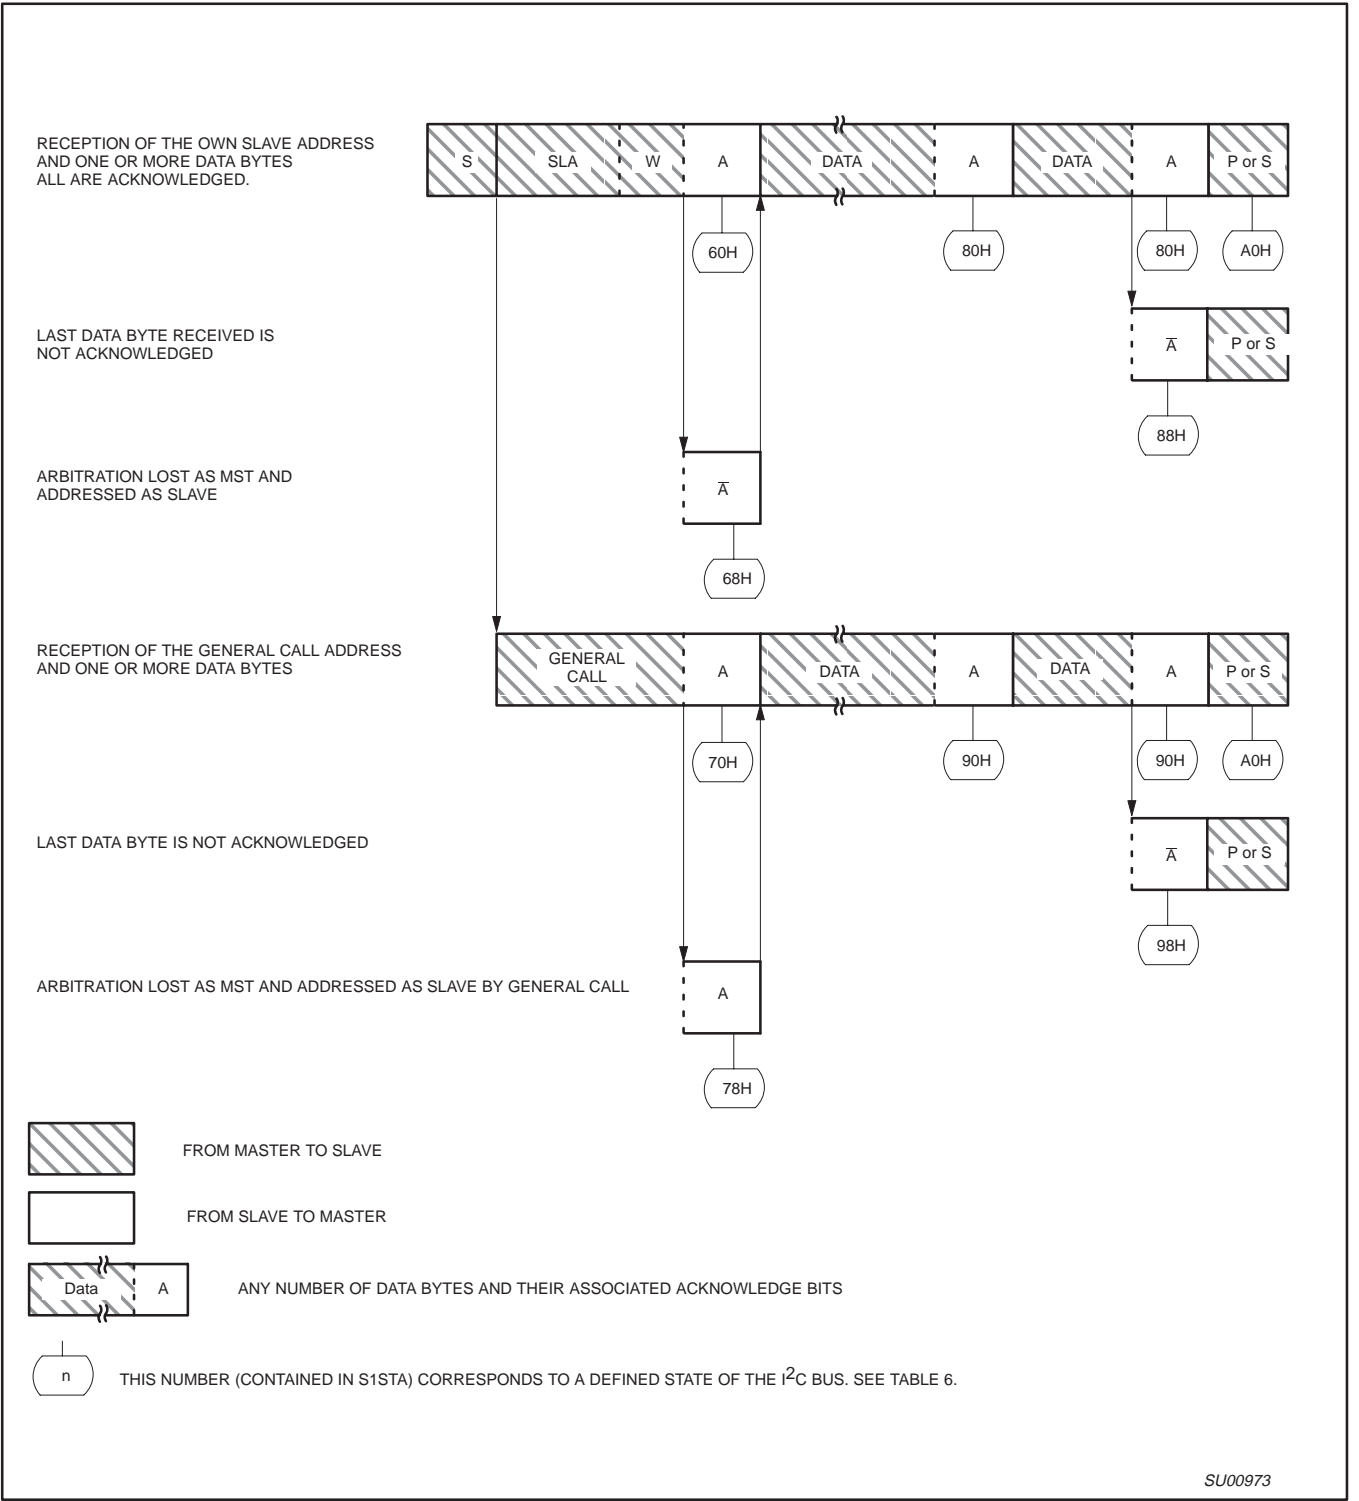 RECEPTION OF THE OWN SLAVE ADDRESS
AND ONE OR MORE DATA BYTES
ALL ARE ACKNOWLEDGED.
S SLA W A DATA A DATA A P or S
60H 80H 80H A0H
LAST DATA BYTE RECEIVED IS
NOT ACKNOWLEDGED
A̅ P or S
88H
ARBITRATION LOST AS MST AND
ADDRESSED AS SLAVE
A̅
68H
RECEPTION OF THE GENERAL CALL ADDRESS
AND ONE OR MORE DATA BYTES
GENERAL
CALL
A DATA A DATA A P or S
70H 90H 90H A0H
LAST DATA BYTE IS NOT ACKNOWLEDGED
A̅ P or S
98H
ARBITRATION LOST AS MST AND ADDRESSED AS SLAVE BY GENERAL CALL
A
78H
FROM MASTER TO SLAVE
FROM SLAVE TO MASTER
Data A ANY NUMBER OF DATA BYTES AND THEIR ASSOCIATED ACKNOWLEDGE BITS
n THIS NUMBER (CONTAINED IN S1STA) CORRESPONDS TO A DEFINED STATE OF THE I²C BUS. SEE TABLE 6.
SU00973